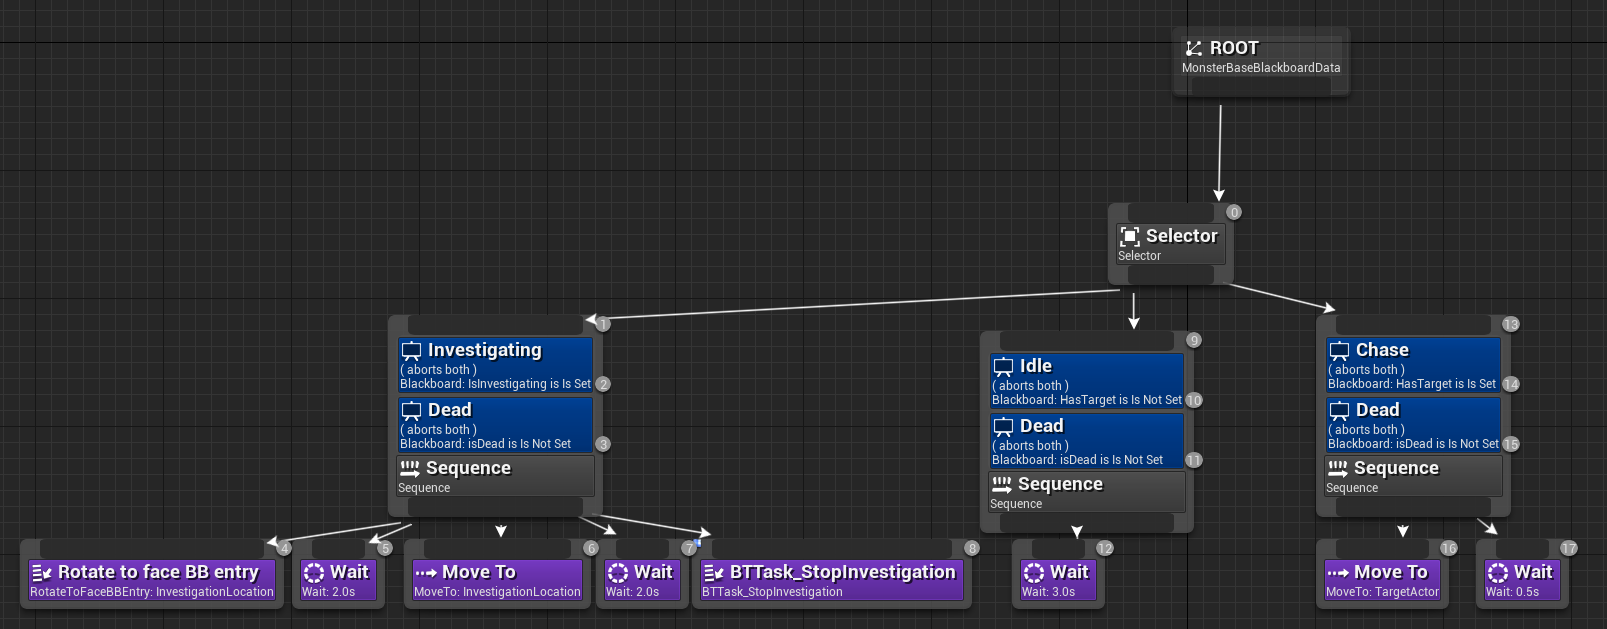 ROOT
MonsterBaseBlackboardData
0
Selector
Selector
1
Investigating
( aborts both )
Blackboard: IsInvestigating is Is Set
2
Dead
( aborts both )
Blackboard: isDead is Is Not Set
3
Sequence
Sequence
9
Idle
( aborts both )
Blackboard: HasTarget is Is Not Set
10
Dead
( aborts both )
Blackboard: isDead is Is Not Set
11
Sequence
Sequence
13
Chase
( aborts both )
Blackboard: HasTarget is Is Set
14
Dead
( aborts both )
Blackboard: isDead is Is Not Set
15
Sequence
Sequence
4
Rotate to face BB entry
RotateToFaceBBEntry: InvestigationLocation
5
Wait
Wait: 2.0s
6
Move To
MoveTo: InvestigationLocation
7
Wait
Wait: 2.0s
8
BTTask_StopInvestigation
BTTask_StopInvestigation
12
Wait
Wait: 3.0s
16
Move To
MoveTo: TargetActor
17
Wait
Wait: 0.5s